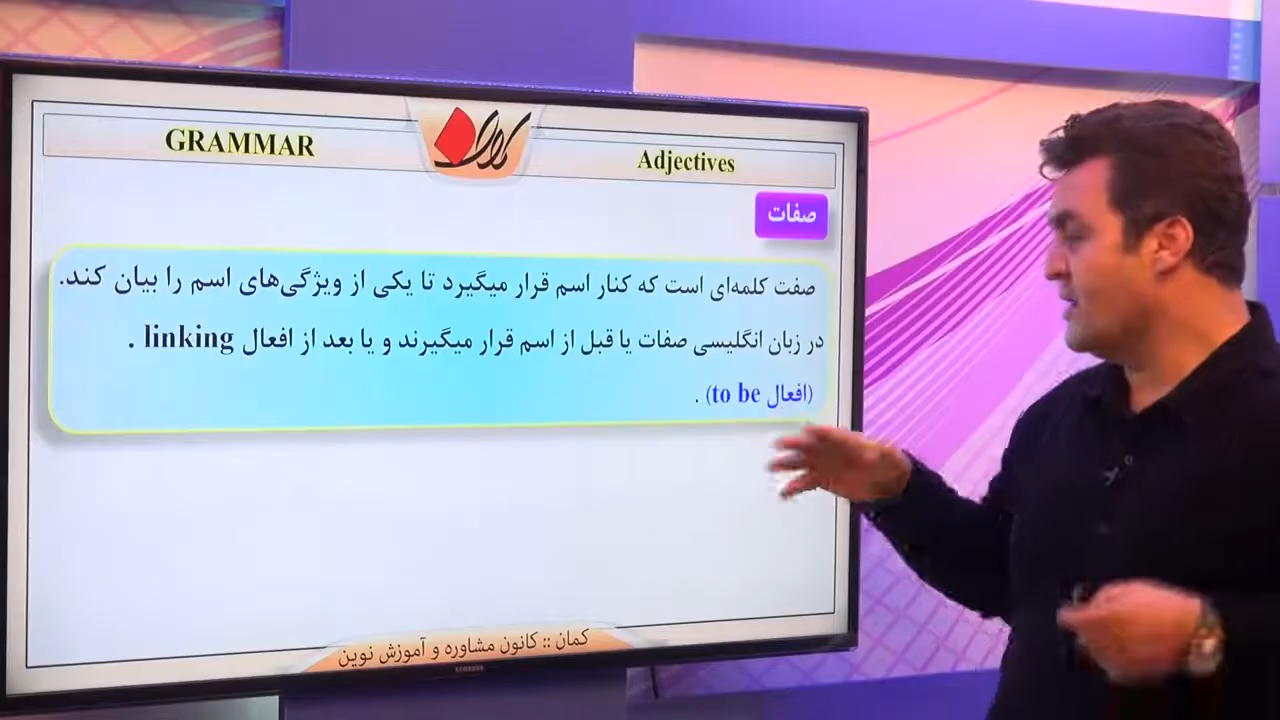 GRAMMAR
Adjectives
صفات
صفت کلمه‌ای است که کنار اسم قرار میگیرد تا یکی از ویژگی‌های اسم را بیان کند.
در زبان انگلیسی صفات یا قبل از اسم قرار میگیرند و یا بعد از افعال linking .
(افعال to be) .
کمان :: کانون مشاوره و آموزش نوین